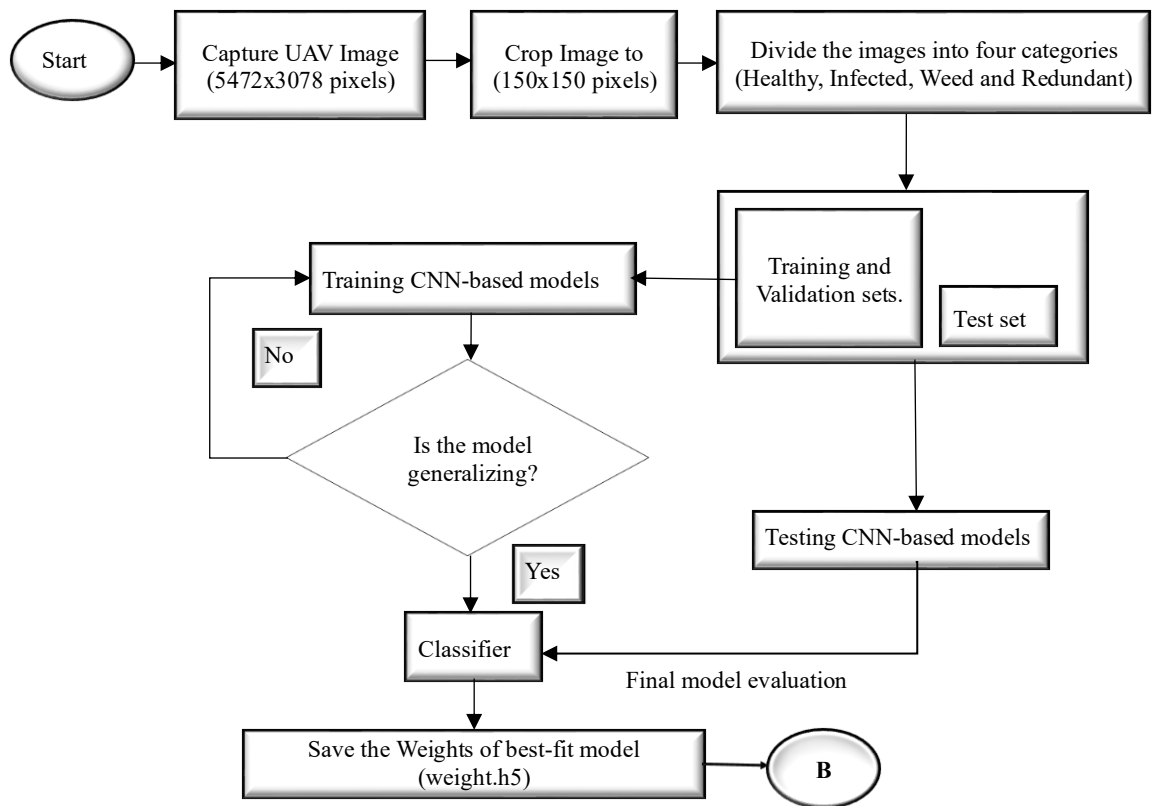 Start
Capture UAV Image
(5472x3078 pixels)
Crop Image to
(150x150 pixels)
Divide the images into four categories
(Healthy, Infected, Weed and Redundant)
Training CNN-based models
Training and
Validation sets.
Test set
No
Is the model
generalizing?
Testing CNN-based models
Yes
Classifier
Final model evaluation
Save the Weights of best-fit model
(weight.h5)
B